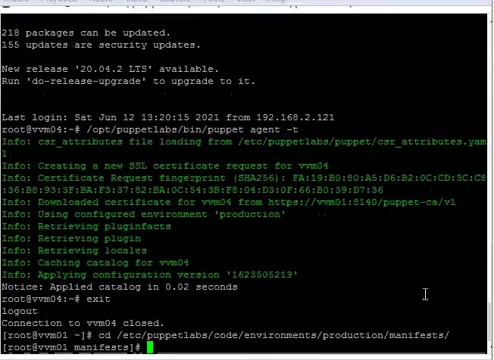 218 packages can be updated.
155 updates are security updates.
New release '20.04.2 LTS' available.
Run 'do-release-upgrade' to upgrade to it.
Last login: Sat Jun 12 13:20:15 2021 from 192.168.2.121
root@vvm04:~# /opt/puppetlabs/bin/puppet agent -t
Info: csr_attributes file loading from /etc/puppetlabs/puppet/csr_attributes.yam
l
Info: Creating a new SSL certificate request for vvm04
Info: Certificate Request fingerprint (SHA256): FA:19:B0:80:A5:D6:B2:0C:CD:3C:C8
:36:B8:93:3F:BA:F3:37:82:BA:0C:54:3B:F8:04:D3:0F:66:B0:39:D7:36
Info: Downloaded certificate for vvm04 from https://vvm01:8140/puppet-ca/v1
Info: Using configured environment 'production'
Info: Retrieving pluginfacts
Info: Retrieving plugin
Info: Retrieving locales
Info: Caching catalog for vvm04
Info: Applying configuration version '1623505219'
Notice: Applied catalog in 0.02 seconds
root@vvm04:~# exit
logout
Connection to vvm04 closed.
[root@vvm01 ~]# cd /etc/puppetlabs/code/environments/production/manifests/
[root@vvm01 manifests]#